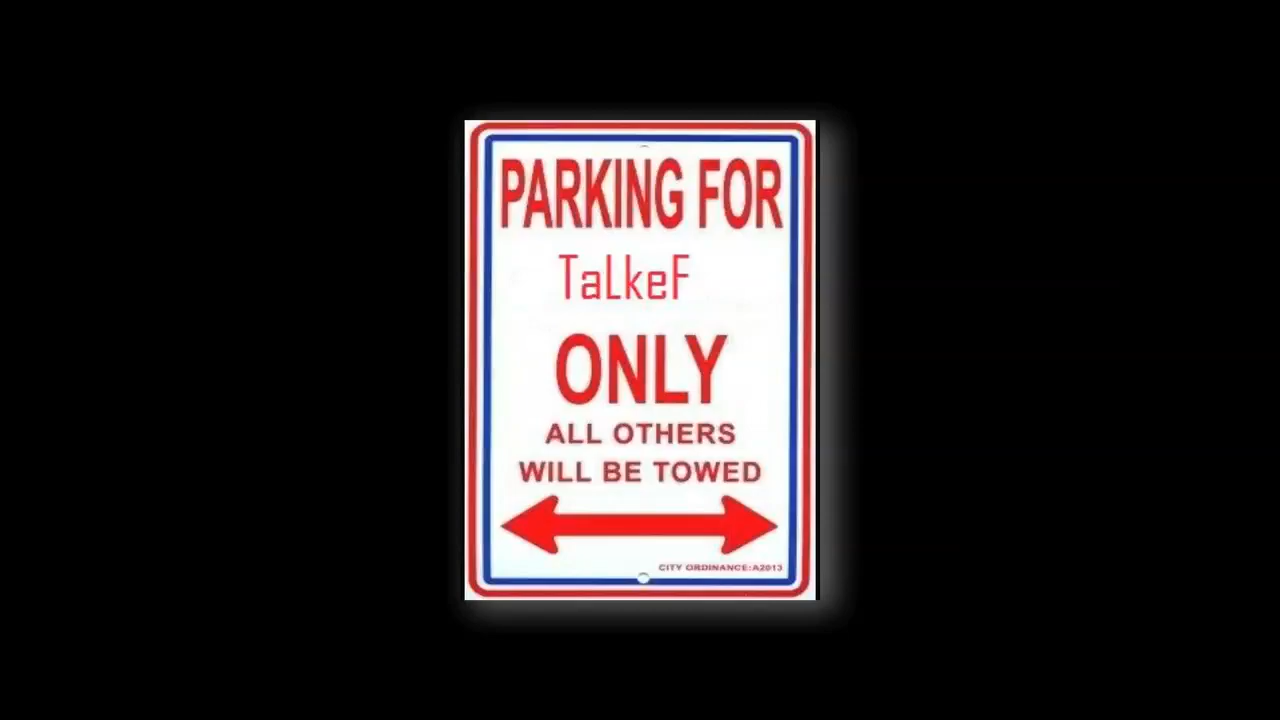 PARKING FOR
TaLkeF
ONLY
ALL OTHERS
WILL BE TOWED
CITY ORDINANCE:A2013